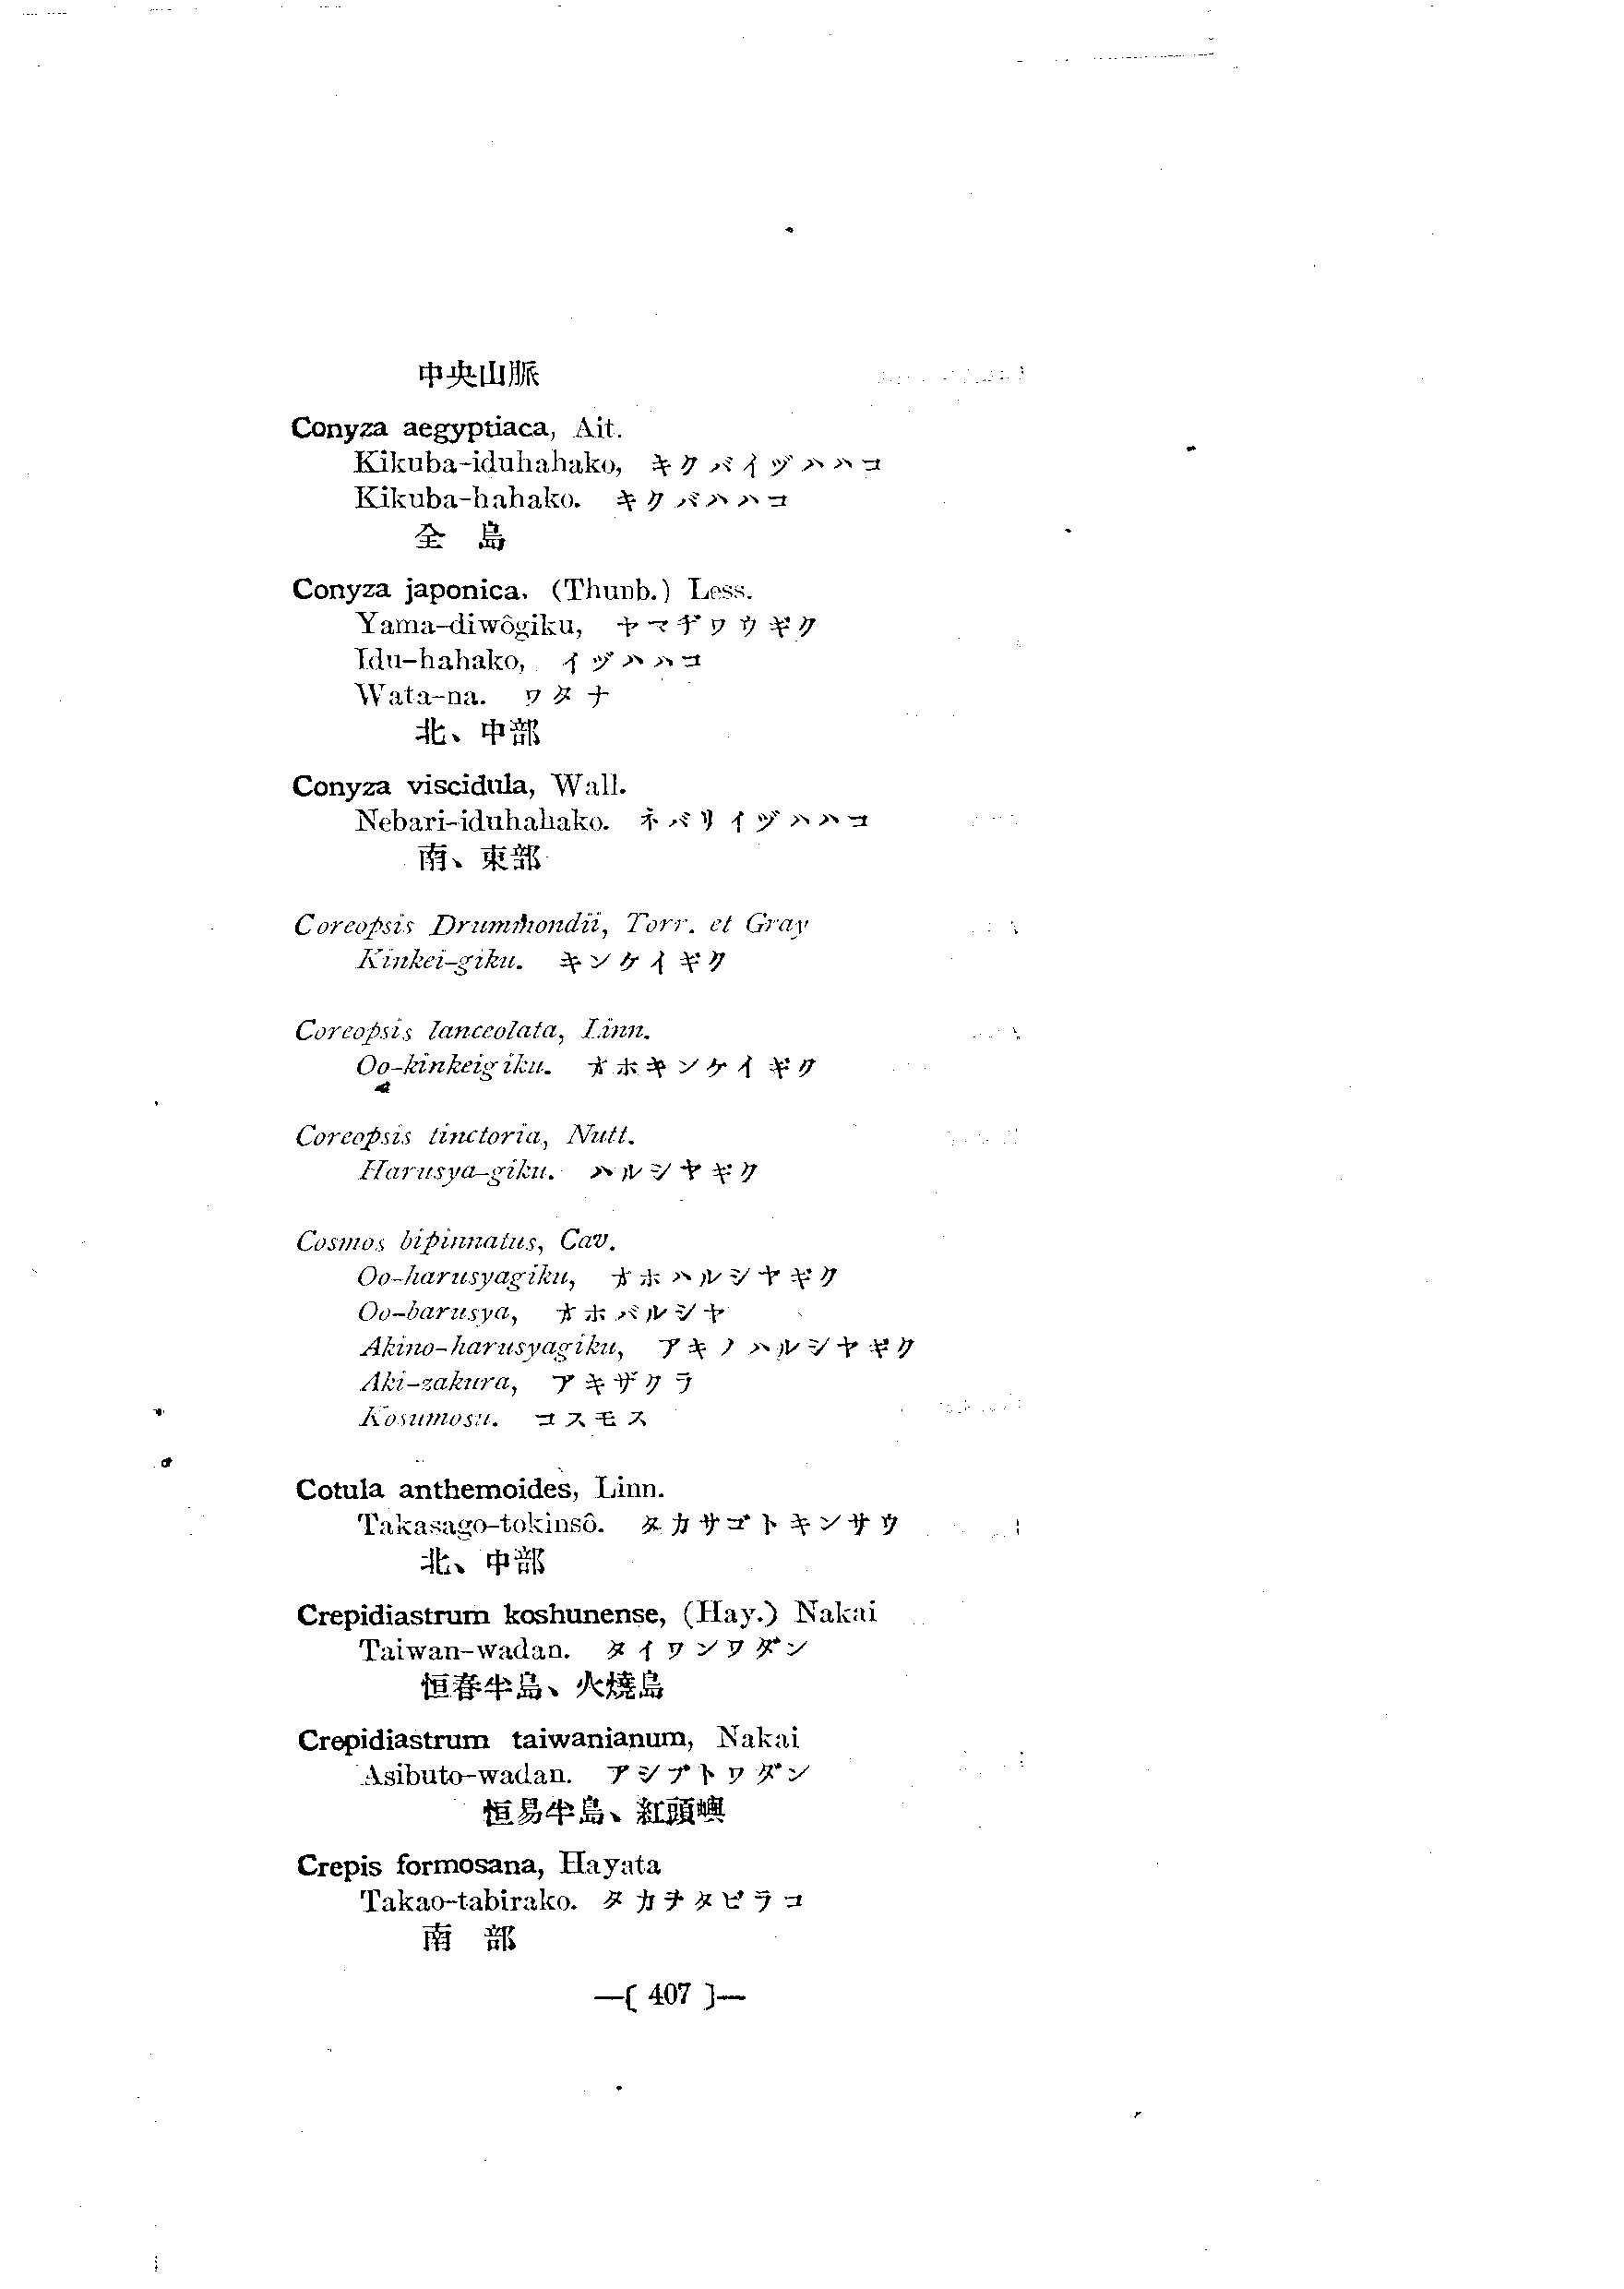 中央山脈
Conyza aegyptiaca, Ait.
Kikuba-iduhahako, キクバイヅハハコ
Kikuba-hahako. キクバハハコ
全 島
Conyza japonica, (Thunb.) Less.
Yama-diwôgiku, ヤマヂワウギク
Idu-hahako, イヅハハコ
Wata-na. ワタナ
北、中部
Conyza viscidula, Wall.
Nebari-iduhahako. ネバリイヅハハコ
南、東部
Coreopsis Drummondii, Torr. et Gray
Kinkei-giku. キンケイギク
Coreopsis lanceolata, Linn.
Oo-kinkeigiku. オホキンケイギク
Coreopsis tinctoria, Nutt.
Harusya-giku. ハルシヤギク
Cosmos bipinnatus, Cav.
Oo-harusyagiku, オホハルシヤギク
Oo-barusya, オホバルシヤ
Akino-harusyagiku, アキノハルシヤギク
Aki-zakura, アキザクラ
Kosumosu. コスモス
Cotula anthemoides, Linn.
Takasago-tokinsô. タカサゴトキンサウ
北、中部
Crepidiastrum koshunense, (Hay.) Nakai
Taiwan-wadan. タイワンワダン
恒春半島、火燒島
Crepidiastrum taiwanianum, Nakai
Asibuto-wadan. アシブトワダン
恒易半島、紅頭嶼
Crepis formosana, Hayata
Takao-tabirako. タカヲタビラコ
南 部
—[ 407 ]—